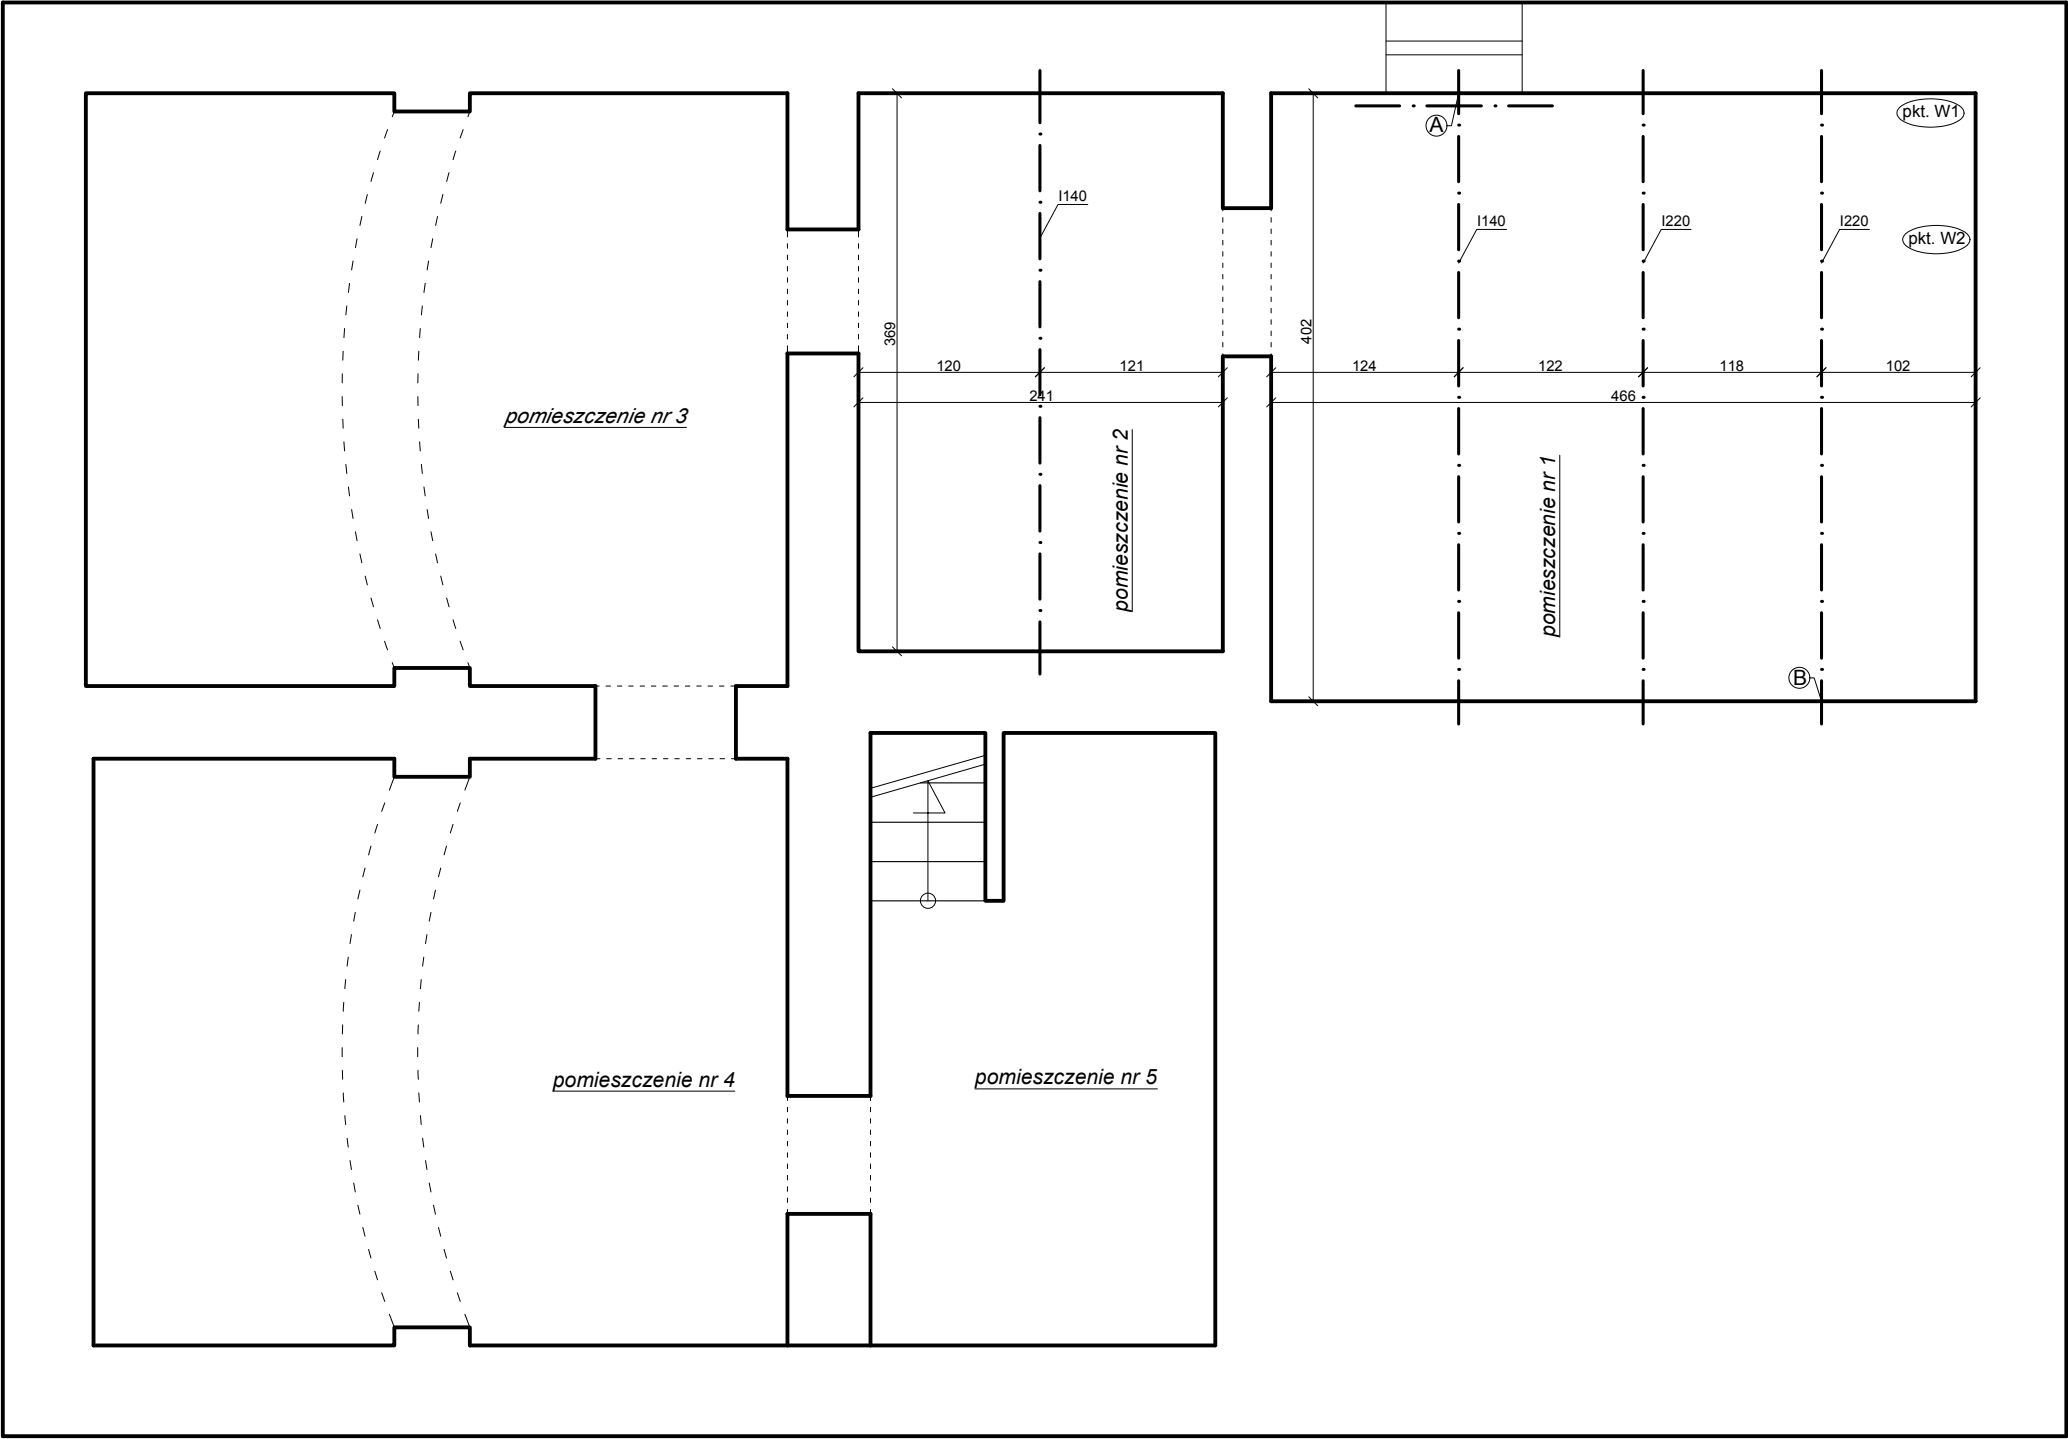 pkt. W1
A
I140
I140
I220
I220
pkt. W2
369
402
120
121
124
122
118
102
241
466
pomieszczenie nr 3
pomieszczenie nr 2
pomieszczenie nr 1
B
pomieszczenie nr 4
pomieszczenie nr 5